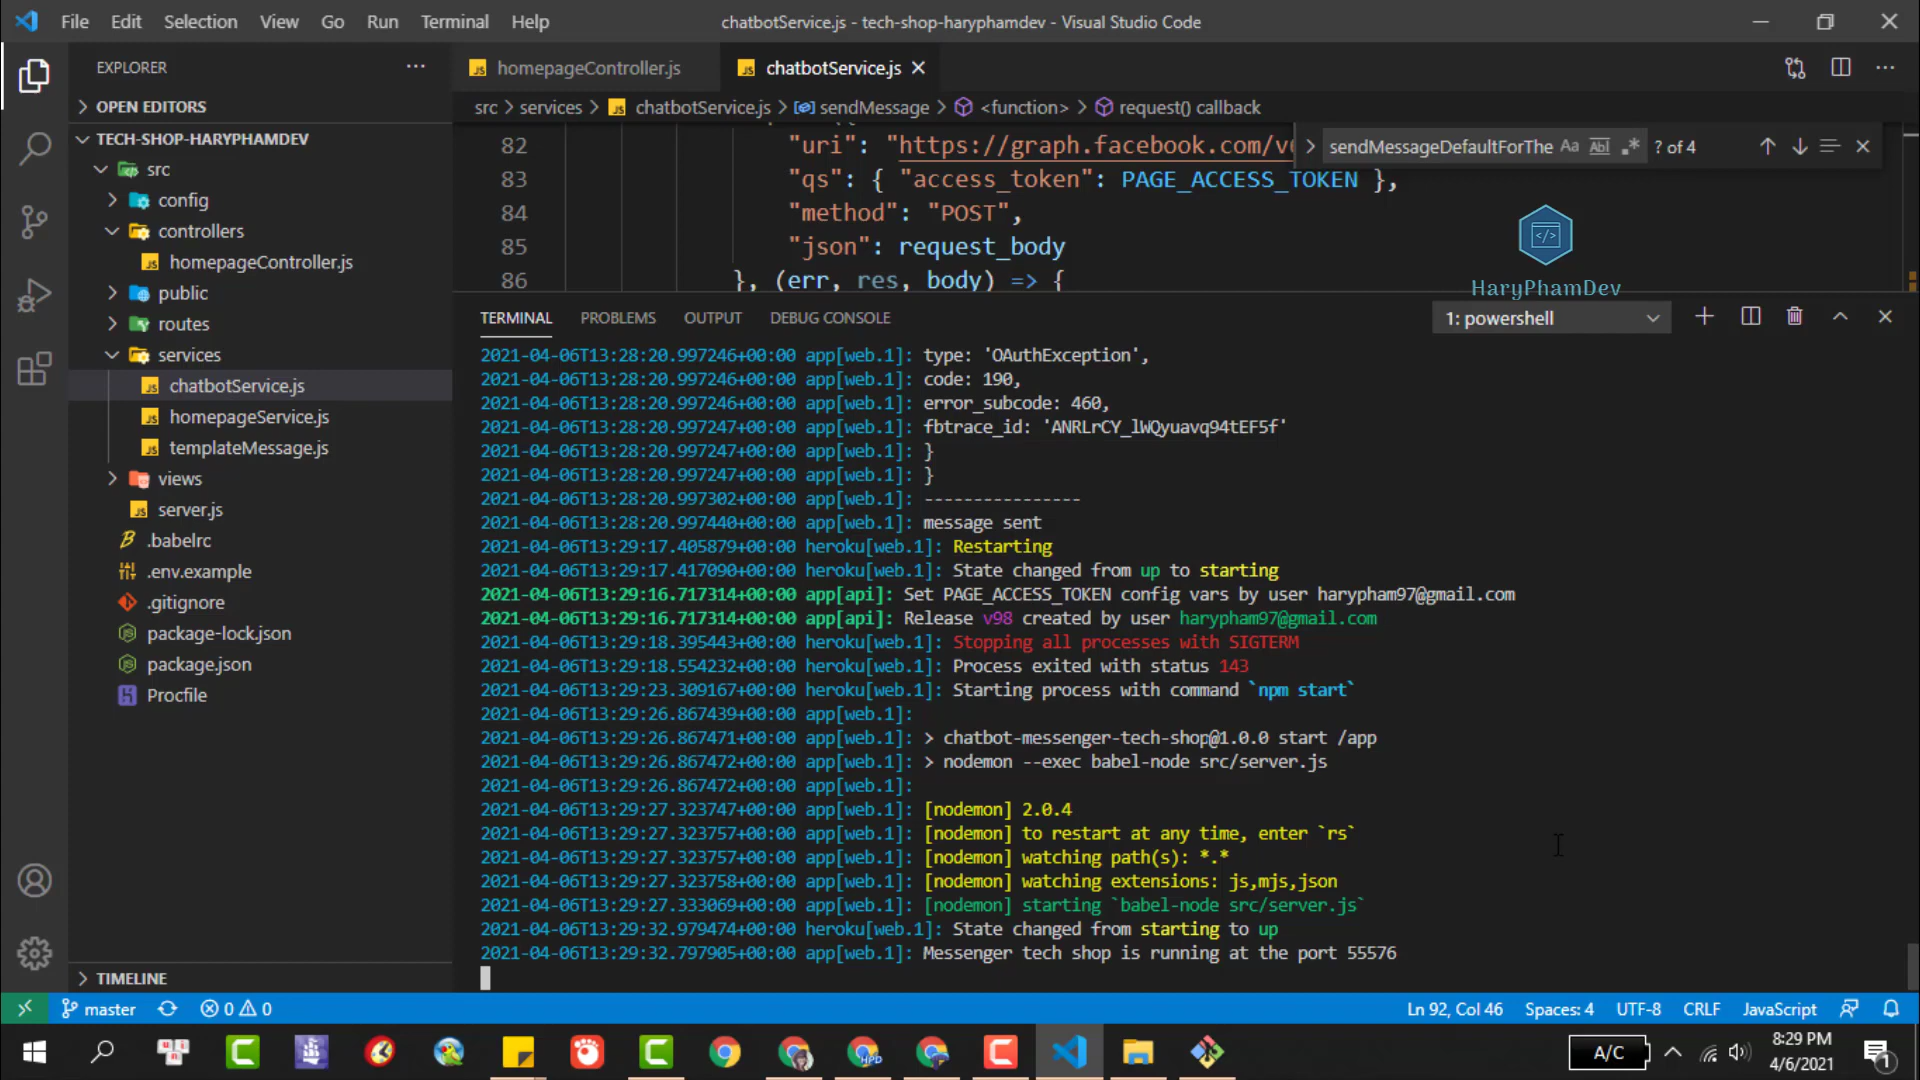 File Edit Selection View Go Run Terminal Help
chatbotService.js - tech-shop-haryphamdev - Visual Studio Code
EXPLORER
homepageController.js
chatbotService.js
OPEN EDITORS
src > services > chatbotService.js > sendMessage > <function> > request() callback
TECH-SHOP-HARYPHAMDEV
src
config
controllers
homepageController.js
public
routes
services
chatbotService.js
homepageService.js
templateMessage.js
views
server.js
.babelrc
.env.example
.gitignore
package-lock.json
package.json
Procfile
TIMELINE
82 "uri": "https://graph.facebook.com/v
83 "qs": { "access_token": PAGE_ACCESS_TOKEN },
84 "method": "POST",
85 "json": request_body
86 }, (err, res, body) => {
sendMessageDefaultForThe Aa Abl .* ? of 4
</>
HaryPhamDev
TERMINAL PROBLEMS OUTPUT DEBUG CONSOLE
1: powershell
2021-04-06T13:28:20.997246+00:00 app[web.1]: type: 'OAuthException',
2021-04-06T13:28:20.997246+00:00 app[web.1]: code: 190,
2021-04-06T13:28:20.997246+00:00 app[web.1]: error_subcode: 460,
2021-04-06T13:28:20.997247+00:00 app[web.1]: fbtrace_id: 'ANRLrCY_lWQyuavq94tEF5f'
2021-04-06T13:28:20.997247+00:00 app[web.1]: }
2021-04-06T13:28:20.997247+00:00 app[web.1]: }
2021-04-06T13:28:20.997302+00:00 app[web.1]: ----------------
2021-04-06T13:28:20.997440+00:00 app[web.1]: message sent
2021-04-06T13:29:17.405879+00:00 heroku[web.1]: Restarting
2021-04-06T13:29:17.417090+00:00 heroku[web.1]: State changed from up to starting
2021-04-06T13:29:16.717314+00:00 app[api]: Set PAGE_ACCESS_TOKEN config vars by user harypham97@gmail.com
2021-04-06T13:29:16.717314+00:00 app[api]: Release v98 created by user harypham97@gmail.com
2021-04-06T13:29:18.395443+00:00 heroku[web.1]: Stopping all processes with SIGTERM
2021-04-06T13:29:18.554232+00:00 heroku[web.1]: Process exited with status 143
2021-04-06T13:29:23.309167+00:00 heroku[web.1]: Starting process with command `npm start`
2021-04-06T13:29:26.867439+00:00 app[web.1]:
2021-04-06T13:29:26.867471+00:00 app[web.1]: > chatbot-messenger-tech-shop@1.0.0 start /app
2021-04-06T13:29:26.867472+00:00 app[web.1]: > nodemon --exec babel-node src/server.js
2021-04-06T13:29:26.867472+00:00 app[web.1]:
2021-04-06T13:29:27.323747+00:00 app[web.1]: [nodemon] 2.0.4
2021-04-06T13:29:27.323757+00:00 app[web.1]: [nodemon] to restart at any time, enter `rs`
2021-04-06T13:29:27.323757+00:00 app[web.1]: [nodemon] watching path(s): *.*
2021-04-06T13:29:27.323758+00:00 app[web.1]: [nodemon] watching extensions: js,mjs,json
2021-04-06T13:29:27.333069+00:00 app[web.1]: [nodemon] starting `babel-node src/server.js`
2021-04-06T13:29:32.979474+00:00 heroku[web.1]: State changed from starting to up
2021-04-06T13:29:32.797905+00:00 app[web.1]: Messenger tech shop is running at the port 55576
master 0 0
Ln 92, Col 46 Spaces: 4 UTF-8 CRLF JavaScript
A/C
8:29 PM
4/6/2021
1